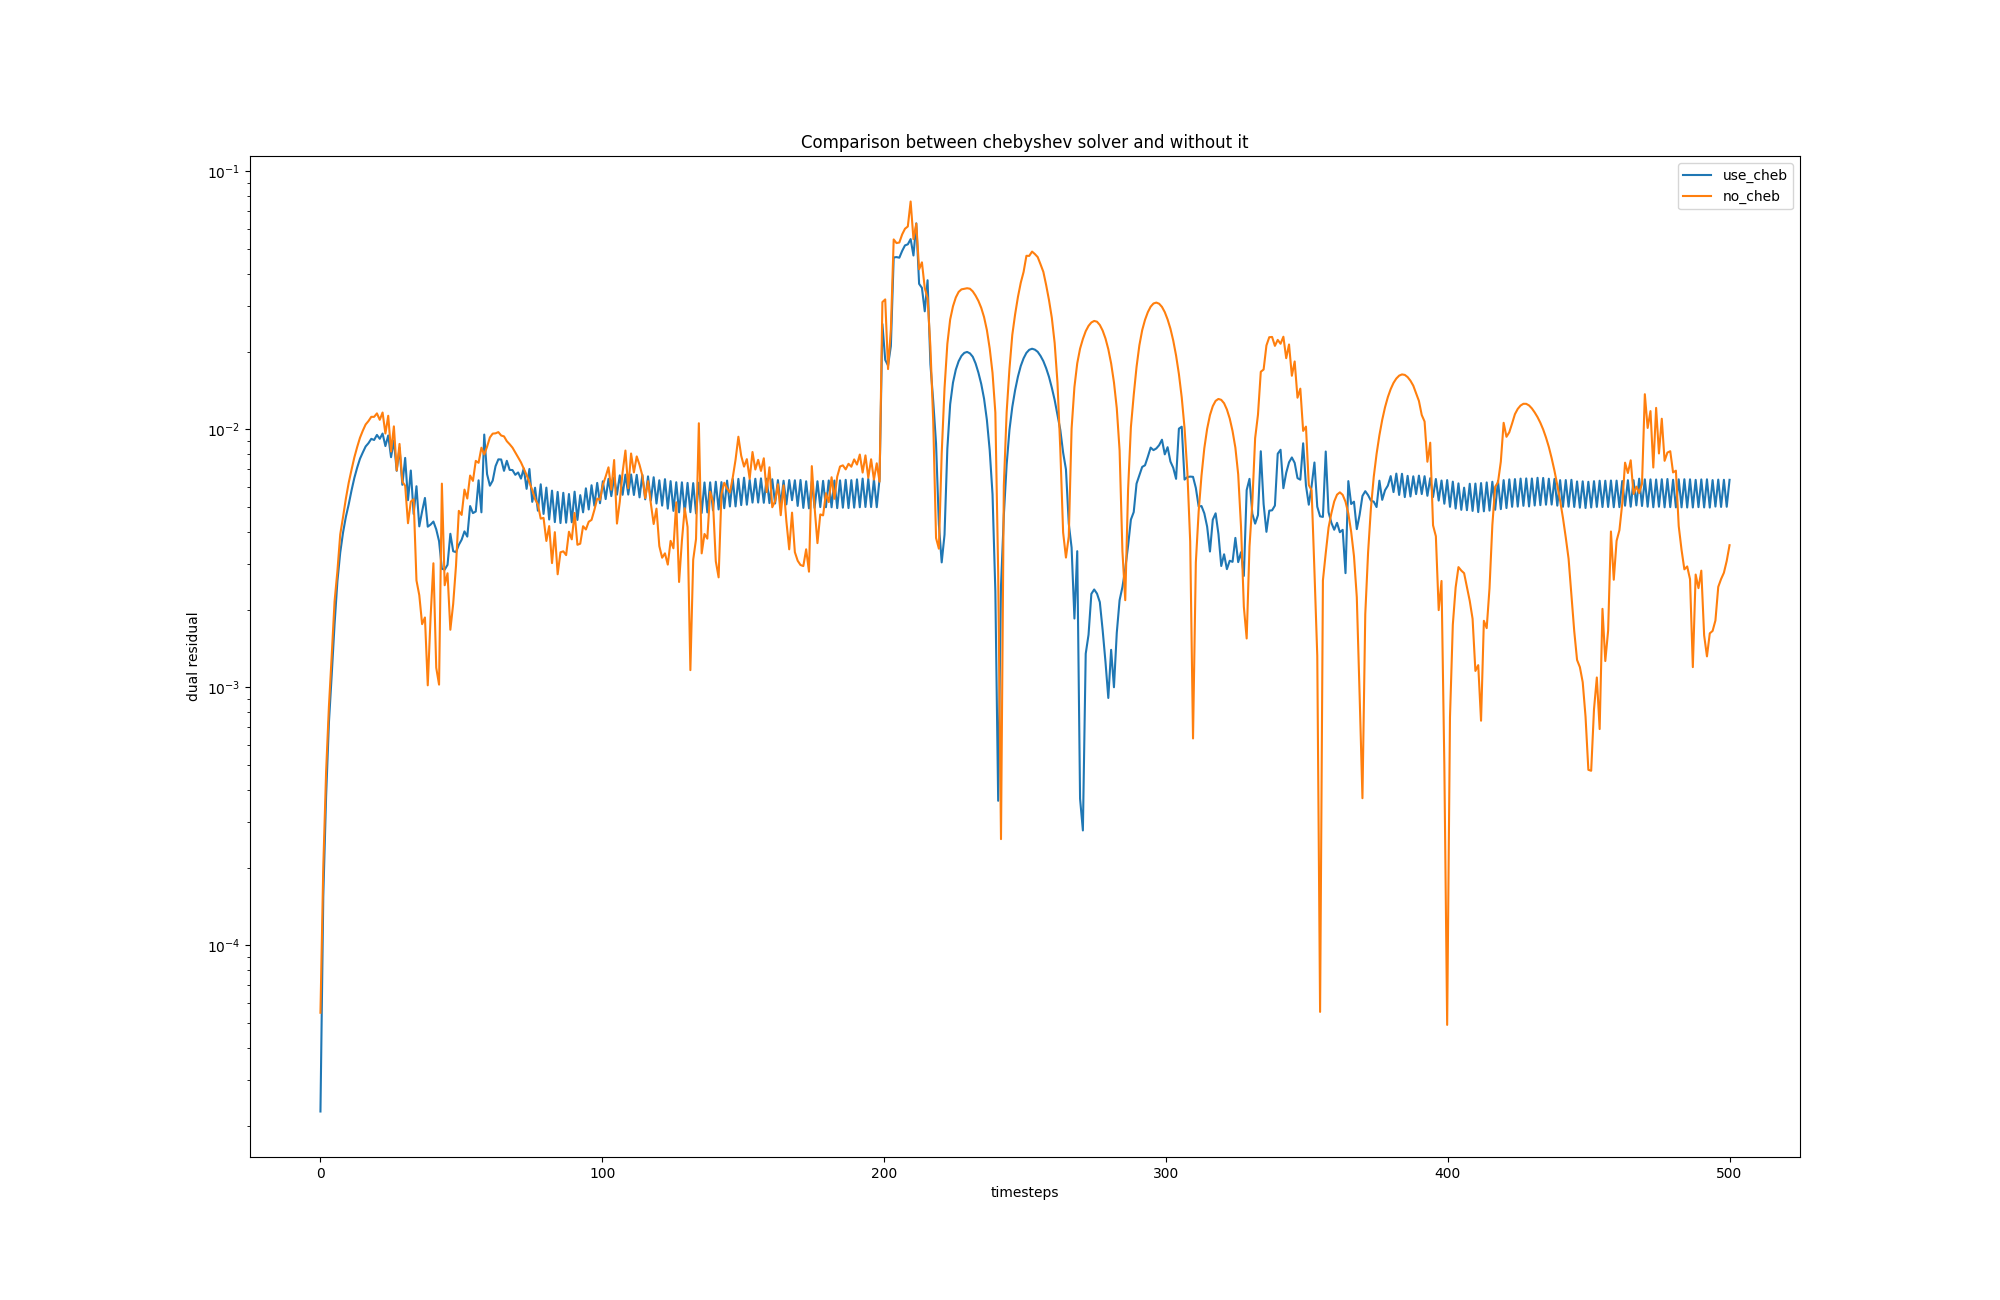 Comparison between chebyshev solver and without it
use_cheb
no_cheb
10⁻¹
10⁻²
10⁻³
10⁻⁴
dual residual
0 100 200 300 400 500
timesteps